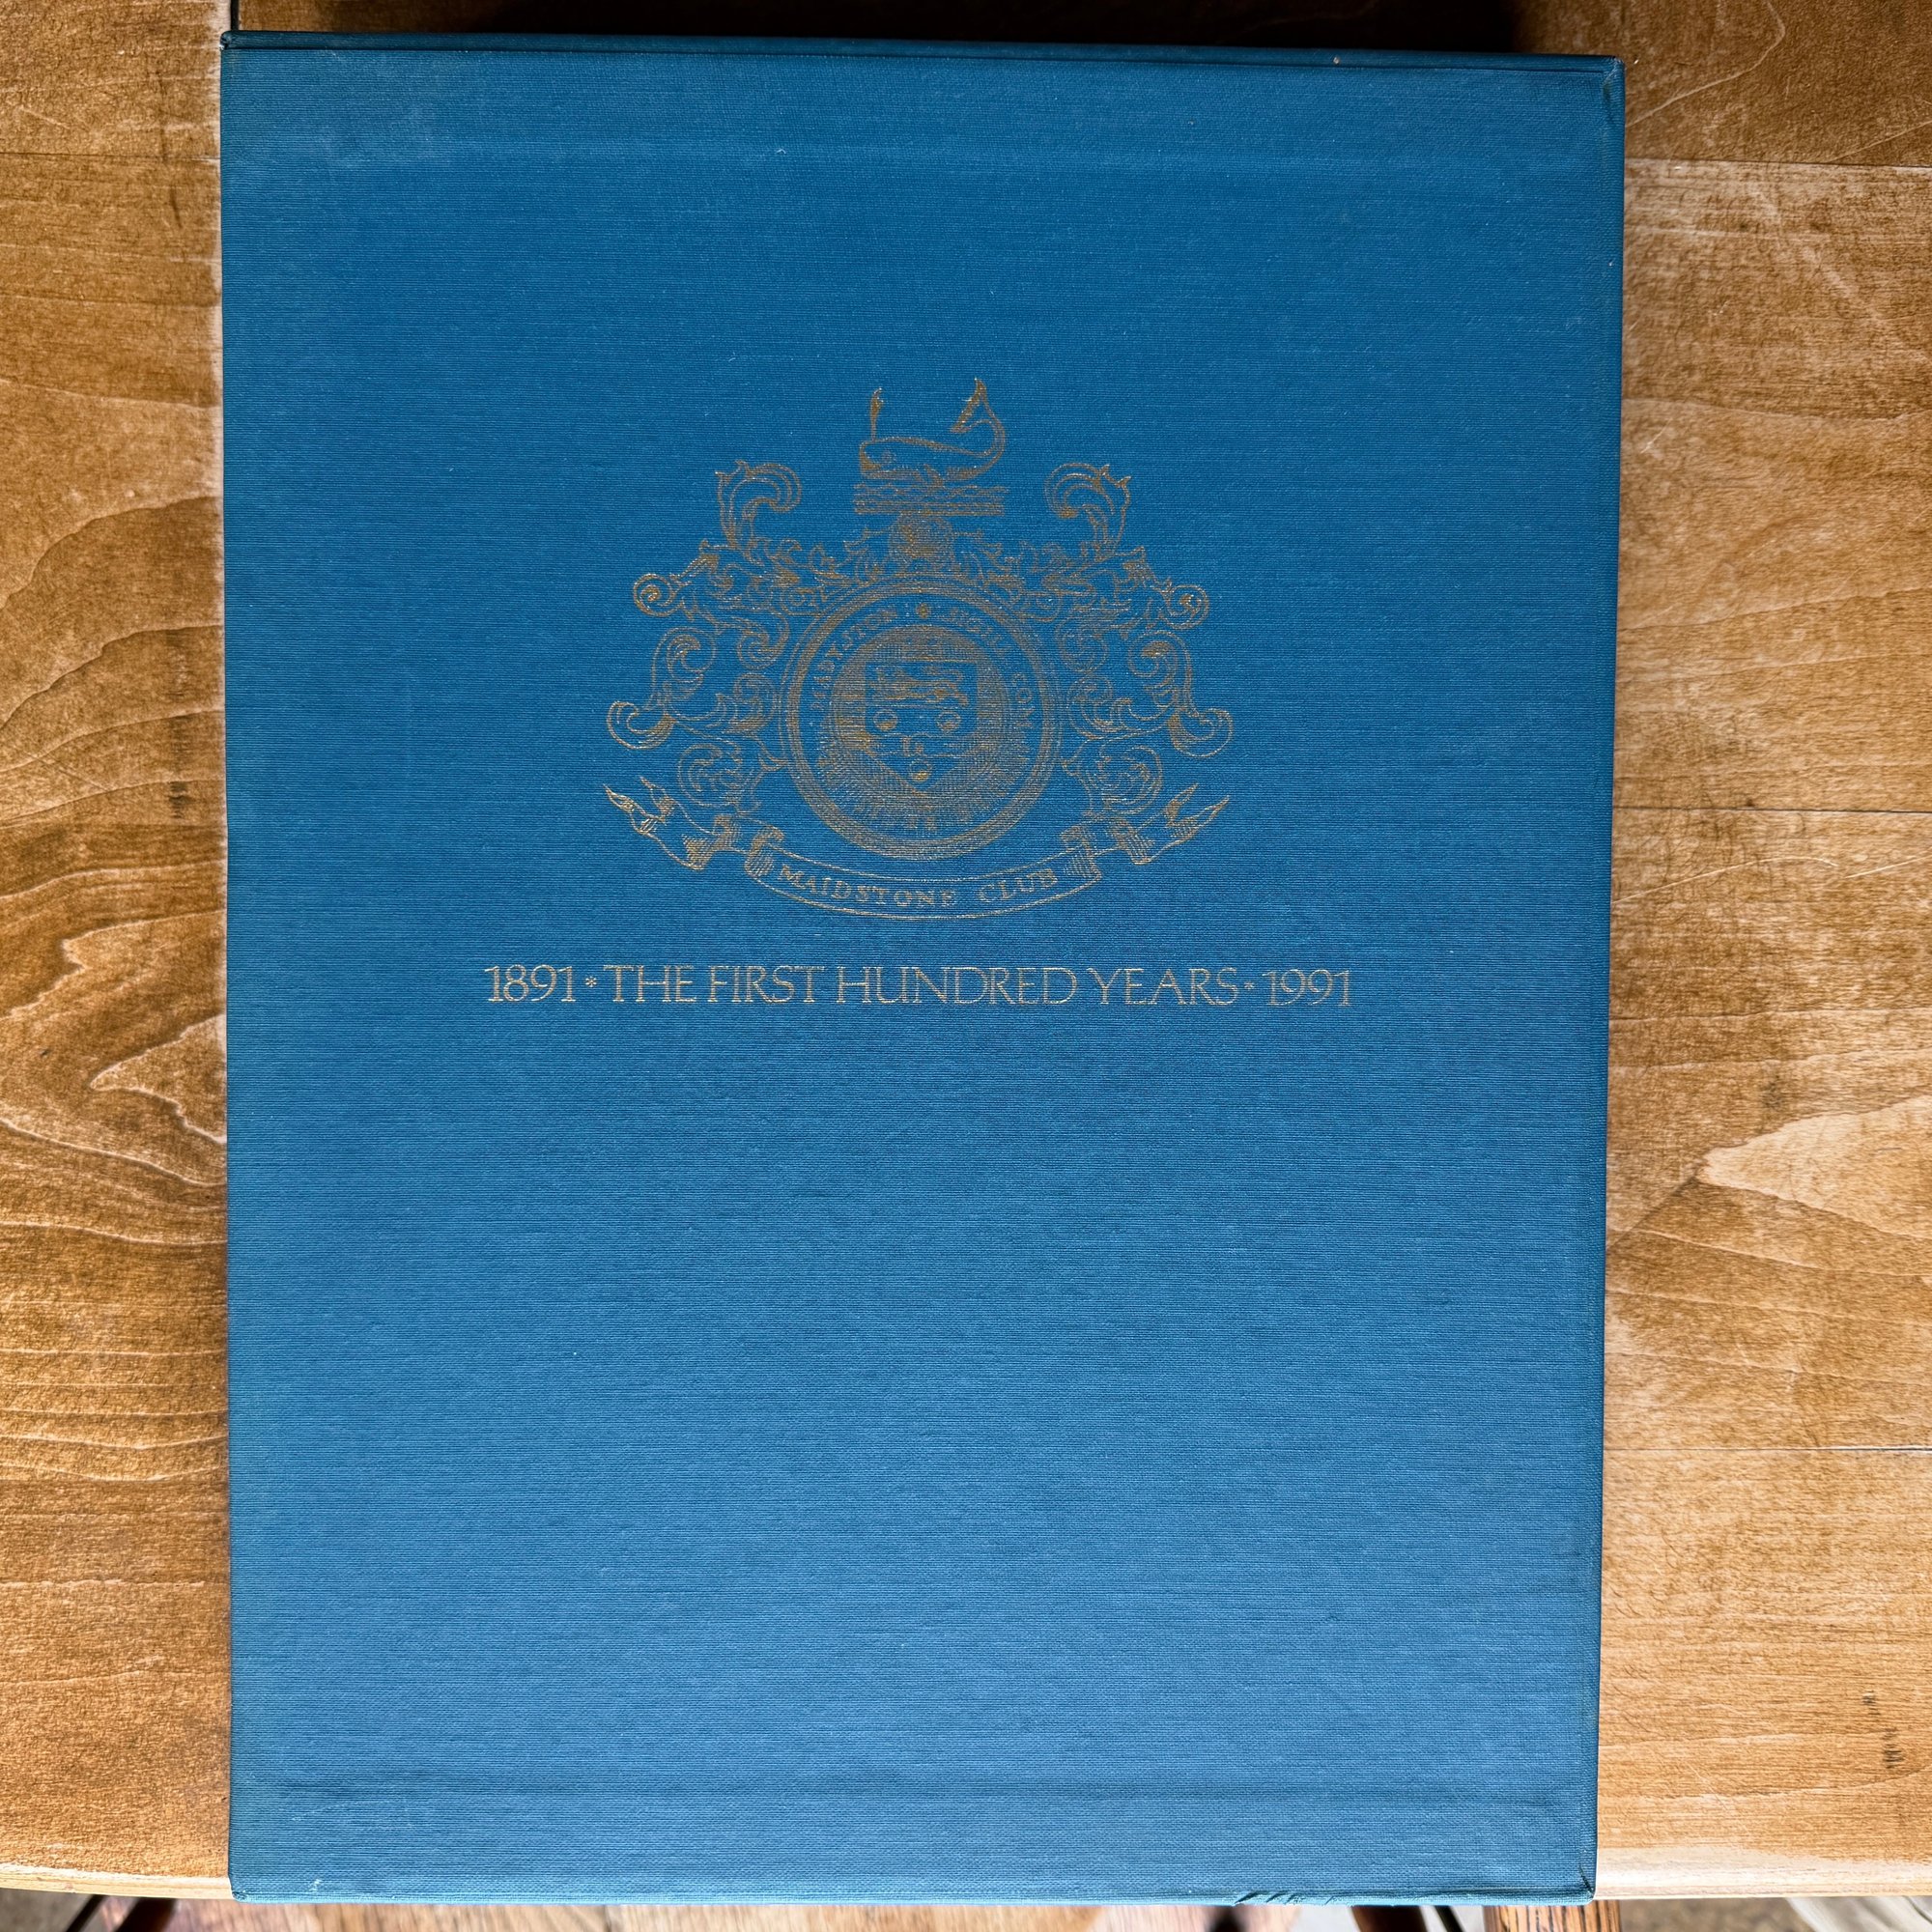 MAIDSTONE CLUB
1891 * THE FIRST HUNDRED YEARS * 1991